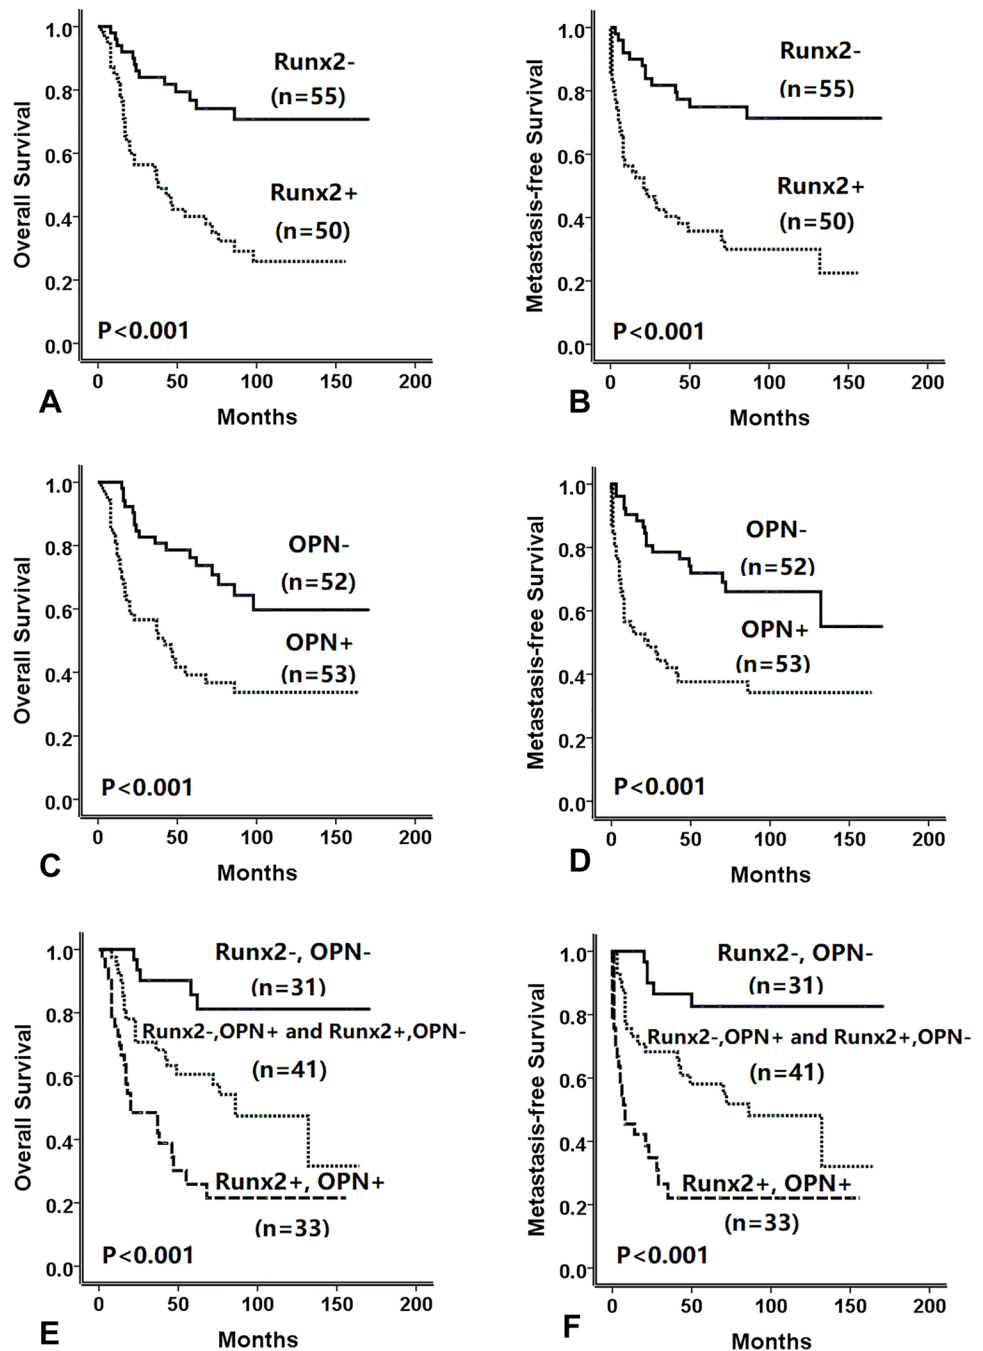 Overall Survival
1.0
0.8
0.6
0.4
0.2
0.0
Runx2-
(n=55)
Runx2+
(n=50)
P<0.001
0 50 100 150 200
Months
A
Metastasis-free Survival
1.0
0.8
0.6
0.4
0.2
0.0
Runx2-
(n=55)
Runx2+
(n=50)
P<0.001
0 50 100 150 200
Months
B
Overall Survival
1.0
0.8
0.6
0.4
0.2
0.0
OPN-
(n=52)
OPN+
(n=53)
P<0.001
0 50 100 150 200
Months
C
Metastasis-free Survival
1.0
0.8
0.6
0.4
0.2
0.0
OPN-
(n=52)
OPN+
(n=53)
P<0.001
0 50 100 150 200
Months
D
Overall Survival
1.0
0.8
0.6
0.4
0.2
0.0
Runx2-, OPN-
(n=31)
Runx2-,OPN+ and Runx2+,OPN-
(n=41)
Runx2+, OPN+
(n=33)
P<0.001
0 50 100 150 200
Months
E
Metastasis-free Survival
1.0
0.8
0.6
0.4
0.2
0.0
Runx2-, OPN-
(n=31)
Runx2-,OPN+ and Runx2+,OPN-
(n=41)
Runx2+, OPN+
(n=33)
P<0.001
0 50 100 150 200
Months
F